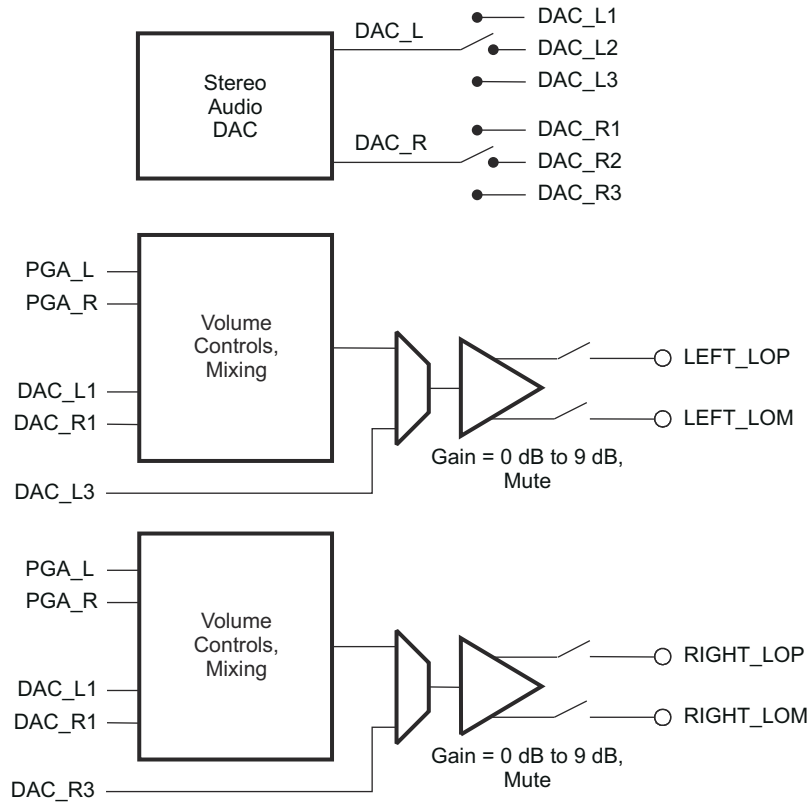 DAC_L
DAC_L1
DAC_L2
DAC_L3
Stereo
Audio
DAC
DAC_R
DAC_R1
DAC_R2
DAC_R3
PGA_L
PGA_R
DAC_L1
DAC_R1
DAC_L3
Volume
Controls,
Mixing
LEFT_LOP
LEFT_LOM
Gain = 0 dB to 9 dB,
Mute
PGA_L
PGA_R
DAC_L1
DAC_R1
DAC_R3
Volume
Controls,
Mixing
RIGHT_LOP
RIGHT_LOM
Gain = 0 dB to 9 dB,
Mute